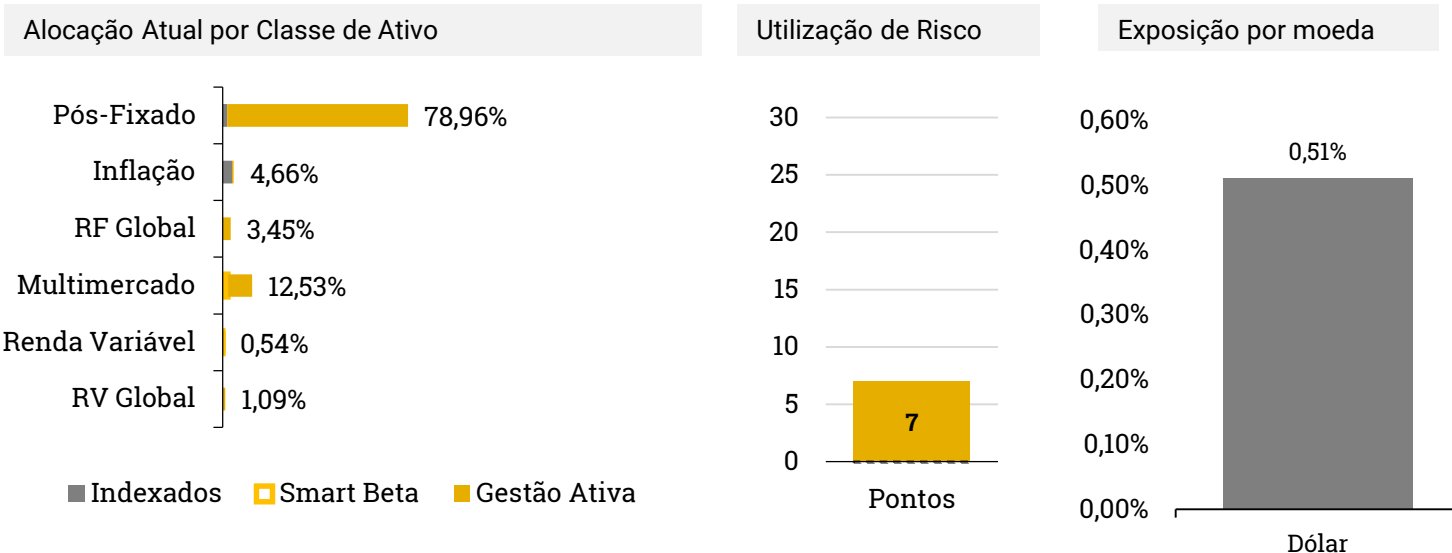 Alocação Atual por Classe de Ativo
Pós-Fixado 78,96%
Inflação 4,66%
RF Global 3,45%
Multimercado 12,53%
Renda Variável 0,54%
RV Global 1,09%
Indexados Smart Beta Gestão Ativa
Utilização de Risco
30
25
20
15
10
5
0
7
Pontos
Exposição por moeda
0,60%
0,50%
0,40%
0,30%
0,20%
0,10%
0,00%
0,51%
Dólar